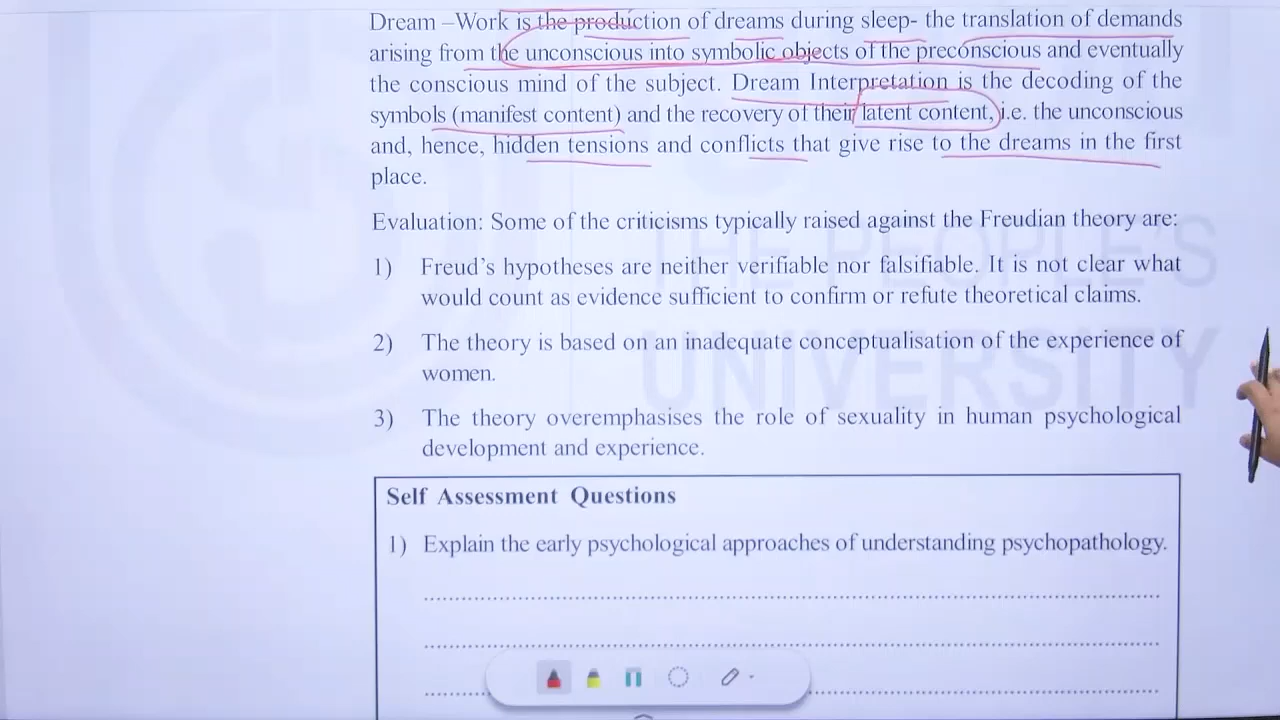 Dream –Work is the production of dreams during sleep- the translation of demands
arising from the unconscious into symbolic objects of the preconscious and eventually
the conscious mind of the subject. Dream Interpretation is the decoding of the
symbols (manifest content) and the recovery of their latent content, i.e. the unconscious
and, hence, hidden tensions and conflicts that give rise to the dreams in the first
place.
Evaluation: Some of the criticisms typically raised against the Freudian theory are:
1) Freud's hypotheses are neither verifiable nor falsifiable. It is not clear what
would count as evidence sufficient to confirm or refute theoretical claims.
2) The theory is based on an inadequate conceptualisation of the experience of
women.
3) The theory overemphasises the role of sexuality in human psychological
development and experience.
THE PEOPLE'S
UNIVERSITY
Self Assessment Questions
1) Explain the early psychological approaches of understanding psychopathology.